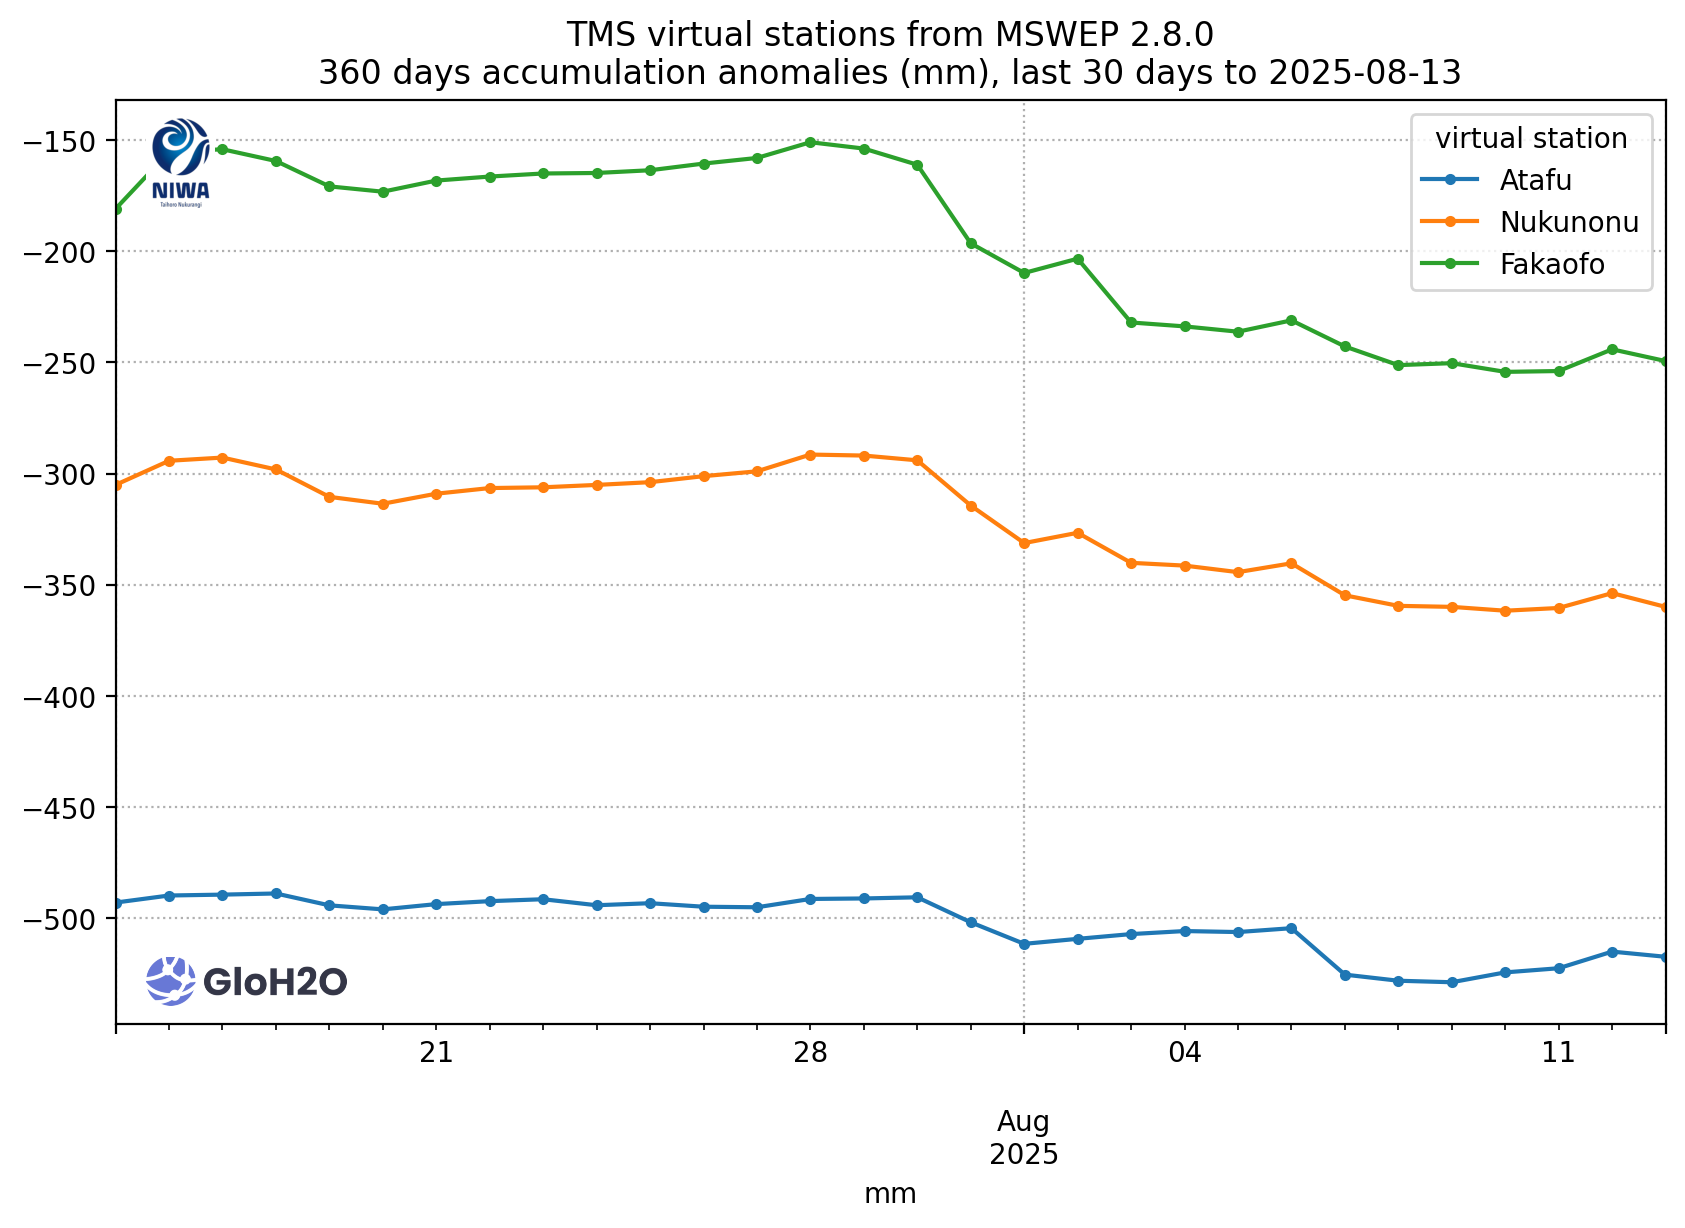 TMS virtual stations from MSWEP 2.8.0
360 days accumulation anomalies (mm), last 30 days to 2025-08-13
−150
−200
−250
−300
−350
−400
−450
−500
NIWA
Taihoro Nukurangi
virtual station
Atafu
Nukunonu
Fakaofo
GloH2O
21
28
04
11
Aug
2025
mm